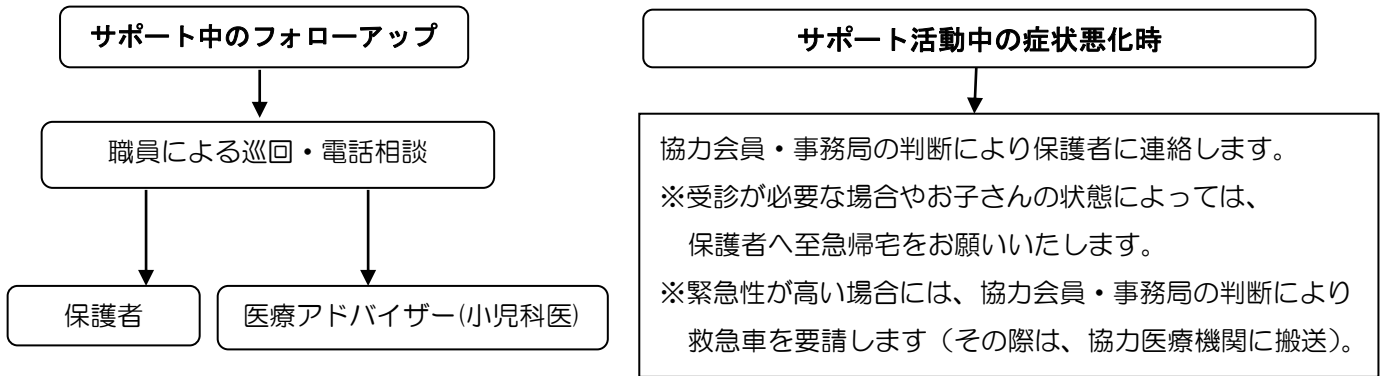 サポート中のフォローアップ
職員による巡回・電話相談
保護者
医療アドバイザー(小児科医)
サポート活動中の症状悪化時
協力会員・事務局の判断により保護者に連絡します。
※受診が必要な場合やお子さんの状態によっては、
保護者へ至急帰宅をお願いいたします。
※緊急性が高い場合には、協力会員・事務局の判断により
救急車を要請します（その際は、協力医療機関に搬送）。